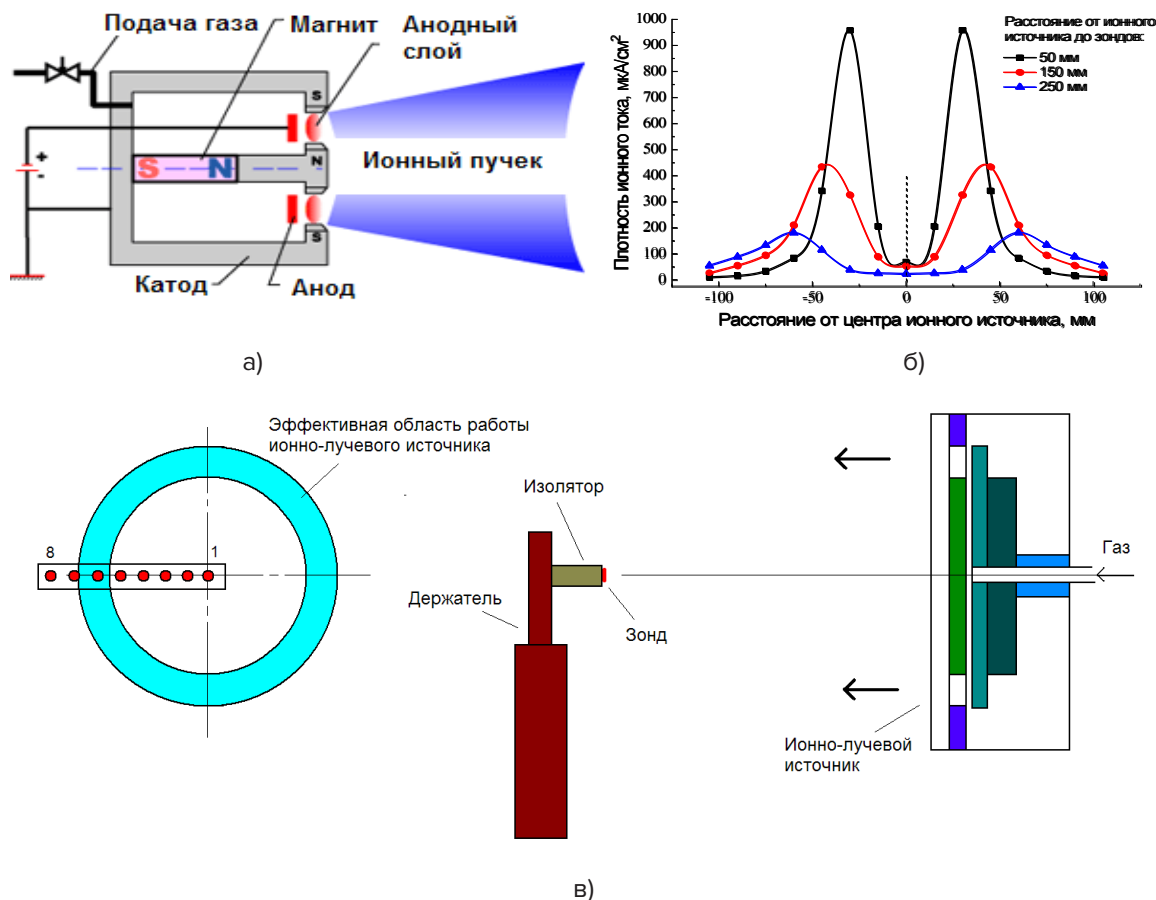 Подача газа
Магнит
Анодный
слой
S
+
-
S
N
N
Ионный пучек
S
Катод
Анод
а)
Плотность ионного тока, мкА/см²
1000
900
800
700
600
500
400
300
200
100
0
-100
-50
0
50
100
Расстояние от центра ионного источника, мм
Расстояние от ионного
источника до зондов:
50 мм
150 мм
250 мм
б)
Эффективная область работы
ионно-лучевого источника
8
1
Изолятор
Держатель
Зонд
Газ
Ионно-лучевой
источник
в)